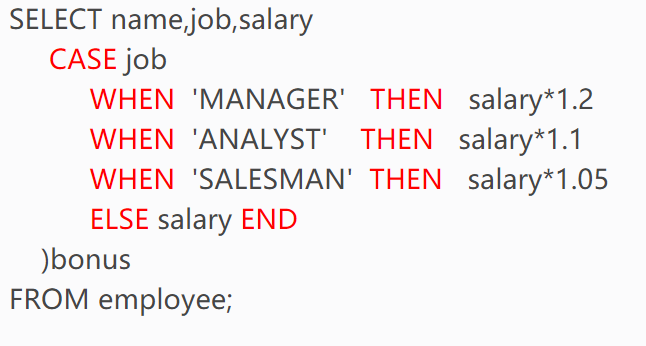 SELECT name,job,salary
CASE job
WHEN 'MANAGER' THEN salary*1.2
WHEN 'ANALYST' THEN salary*1.1
WHEN 'SALESMAN' THEN salary*1.05
ELSE salary END
)bonus
FROM employee;